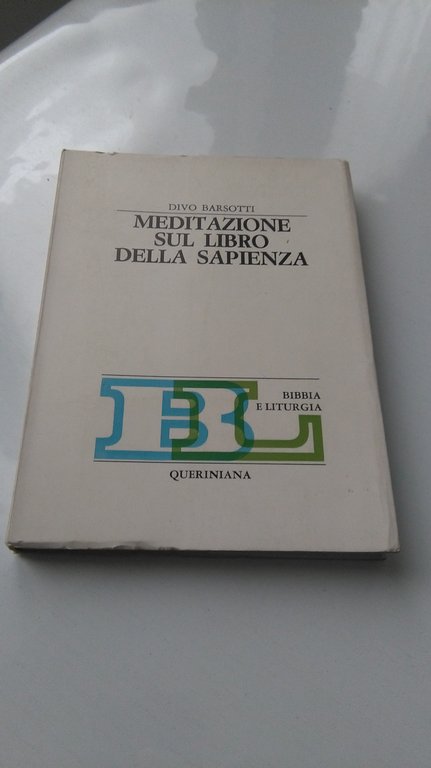 DIVO BARSOTTI
MEDITAZIONE
SUL LIBRO
DELLA SAPIENZA
BL
BIBBIA
E LITURGIA
QUERINIANA